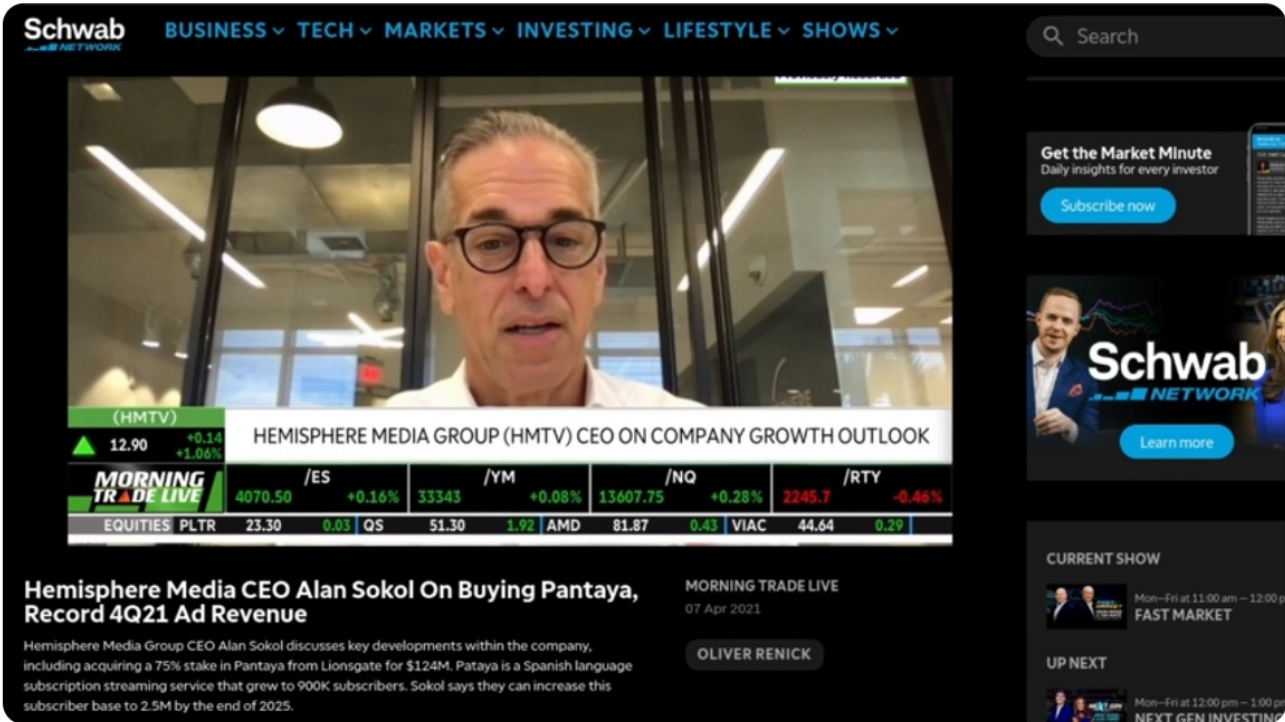 Schwab
NETWORK
BUSINESS TECH MARKETS INVESTING LIFESTYLE SHOWS
Search
Get the Market Minute
Daily insights for every investor
Subscribe now
Schwab
NETWORK
Learn more
(HMTV)
12.90 +0.14
+1.06%
HEMISPHERE MEDIA GROUP (HMTV) CEO ON COMPANY GROWTH OUTLOOK
MORNING
TRADE LIVE
/ES
4070.50 +0.16%
/YM
33343 +0.08%
/NQ
13607.75 +0.28%
/RTY
2245.7 -0.46%
EQUITIES PLTR 23.30 0.03 QS 51.30 1.92 AMD 81.87 0.43 VIAC 44.64 0.29
Hemisphere Media CEO Alan Sokol On Buying Pantaya,
Record 4Q21 Ad Revenue
Hemisphere Media Group CEO Alan Sokol discusses key developments within the company,
including acquiring a 75% stake in Pantaya from Lionsgate for $124M. Pataya is a Spanish language
subscription streaming service that grew to 900K subscribers. Sokol says they can increase this
subscriber base to 2.5M by the end of 2025.
MORNING TRADE LIVE
07 Apr 2021
OLIVER RENICK
CURRENT SHOW
Mon—Fri at 11:00 am — 12:00 p
FAST MARKET
UP NEXT
Mon—Fri at 12:00 pm — 1:00 p
NEXT GEN INVESTING